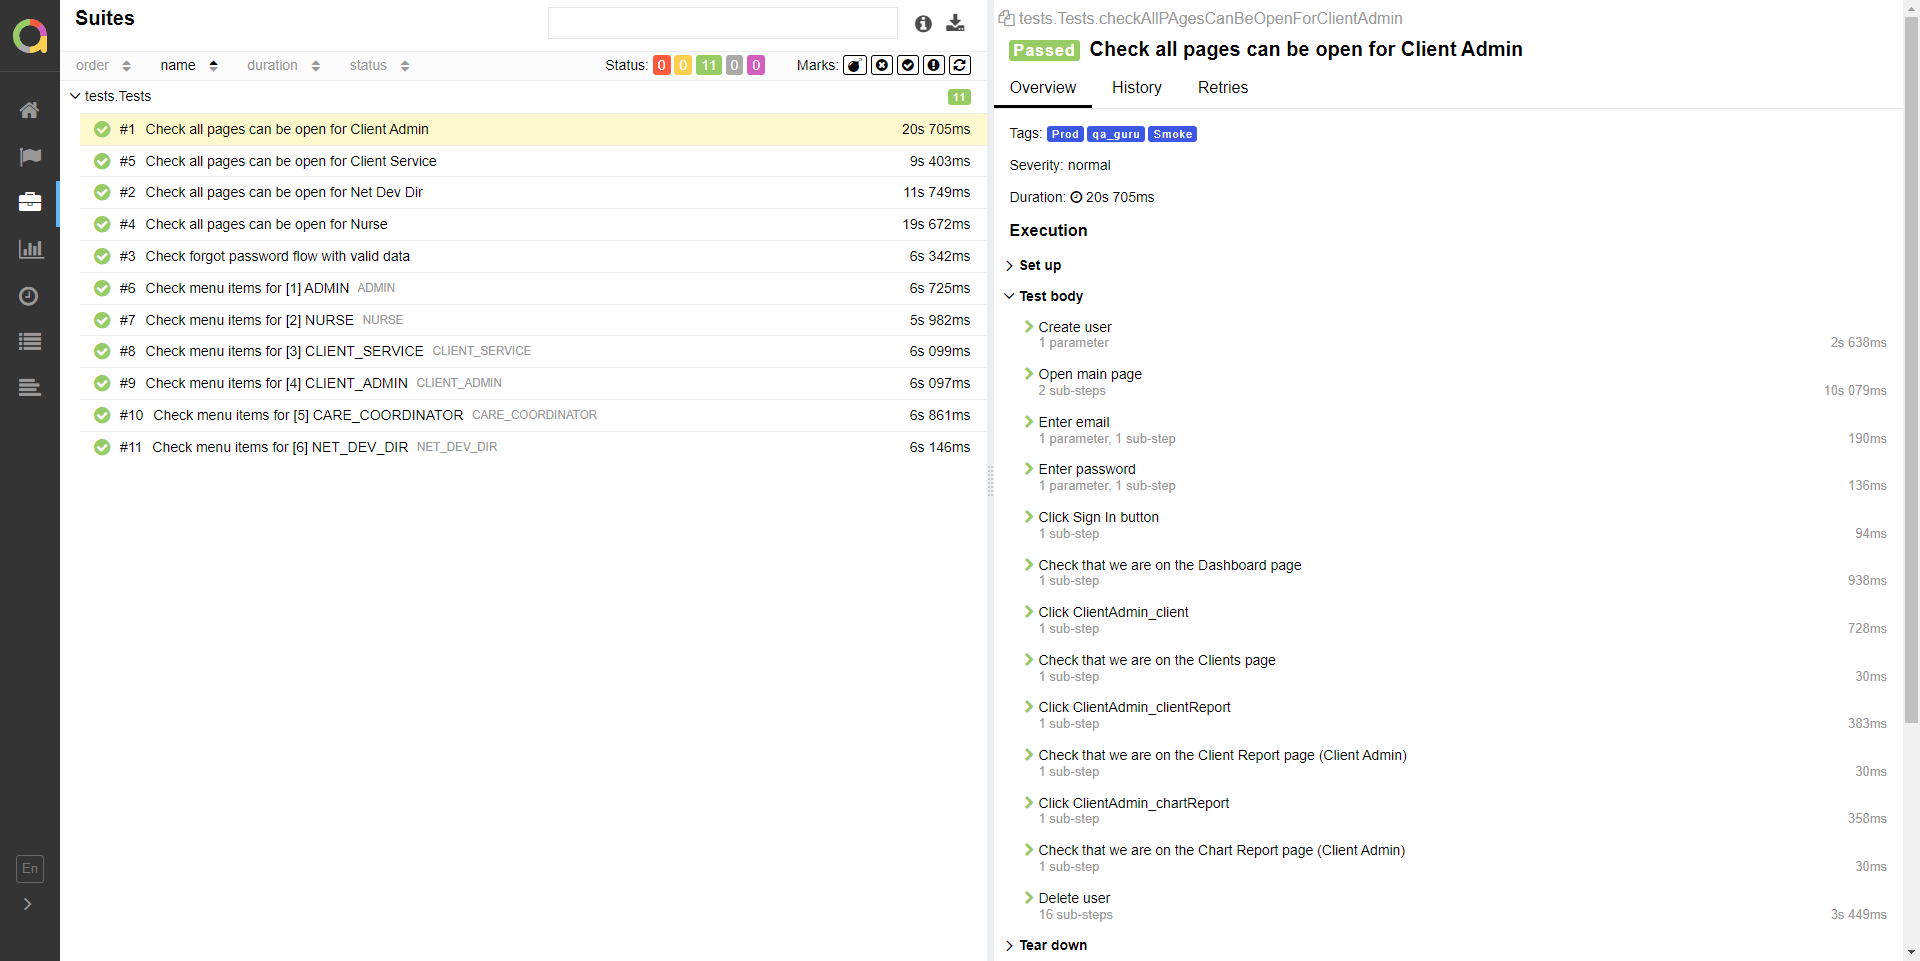 Suites
order name duration status Status: 0 0 11 0 0 Marks:
tests.Tests 11
#1 Check all pages can be open for Client Admin 20s 705ms
#5 Check all pages can be open for Client Service 9s 403ms
#2 Check all pages can be open for Net Dev Dir 11s 749ms
#4 Check all pages can be open for Nurse 19s 672ms
#3 Check forgot password flow with valid data 6s 342ms
#6 Check menu items for [1] ADMIN ADMIN 6s 725ms
#7 Check menu items for [2] NURSE NURSE 5s 982ms
#8 Check menu items for [3] CLIENT_SERVICE CLIENT_SERVICE 6s 099ms
#9 Check menu items for [4] CLIENT_ADMIN CLIENT_ADMIN 6s 097ms
#10 Check menu items for [5] CARE_COORDINATOR CARE_COORDINATOR 6s 861ms
#11 Check menu items for [6] NET_DEV_DIR NET_DEV_DIR 6s 146ms
En
tests.Tests.checkAllPAgesCanBeOpenForClientAdmin
Passed Check all pages can be open for Client Admin
Overview History Retries
Tags: Prod qa_guru Smoke
Severity: normal
Duration: 20s 705ms
Execution
Set up
Test body
Create user
1 parameter 2s 638ms
Open main page
2 sub-steps 10s 079ms
Enter email
1 parameter, 1 sub-step 190ms
Enter password
1 parameter, 1 sub-step 136ms
Click Sign In button
1 sub-step 94ms
Check that we are on the Dashboard page
1 sub-step 938ms
Click ClientAdmin_client
1 sub-step 728ms
Check that we are on the Clients page
1 sub-step 30ms
Click ClientAdmin_clientReport
1 sub-step 383ms
Check that we are on the Client Report page (Client Admin)
1 sub-step 30ms
Click ClientAdmin_chartReport
1 sub-step 358ms
Check that we are on the Chart Report page (Client Admin)
1 sub-step 30ms
Delete user
16 sub-steps 3s 449ms
Tear down